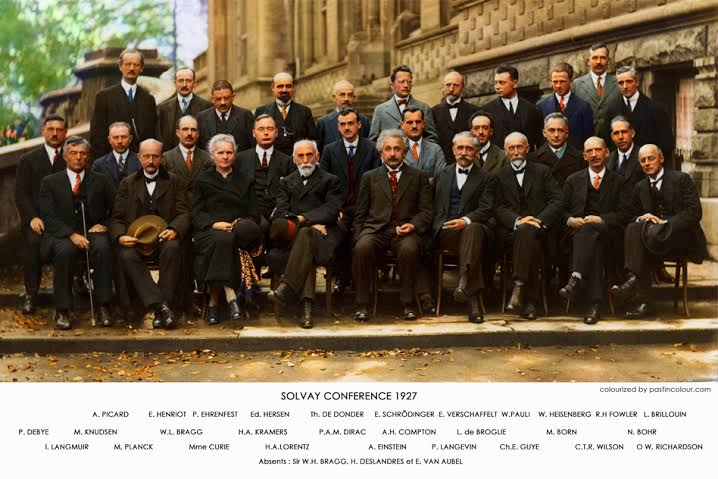 colourized by pastincolour.com
SOLVAY CONFERENCE 1927
A. PICARD E. HENRIOT P. EHRENFEST Ed. HERSEN Th. DE DONDER E. SCHRÖDINGER E. VERSCHAFFELT W.PAULI W. HEISENBERG R.H FOWLER L. BRILLOUIN
P. DEBYE M. KNUDSEN W.L. BRAGG H.A. KRAMERS P.A.M. DIRAC A.H. COMPTON L. de BROGLIE M. BORN N. BOHR
I. LANGMUIR M. PLANCK Mme CURIE H.A.LORENTZ A. EINSTEIN P. LANGEVIN Ch.E. GUYE C.T.R. WILSON O W. RICHARDSON
Absents : Sir W.H. BRAGG, H. DESLANDRES et E. VAN AUBEL